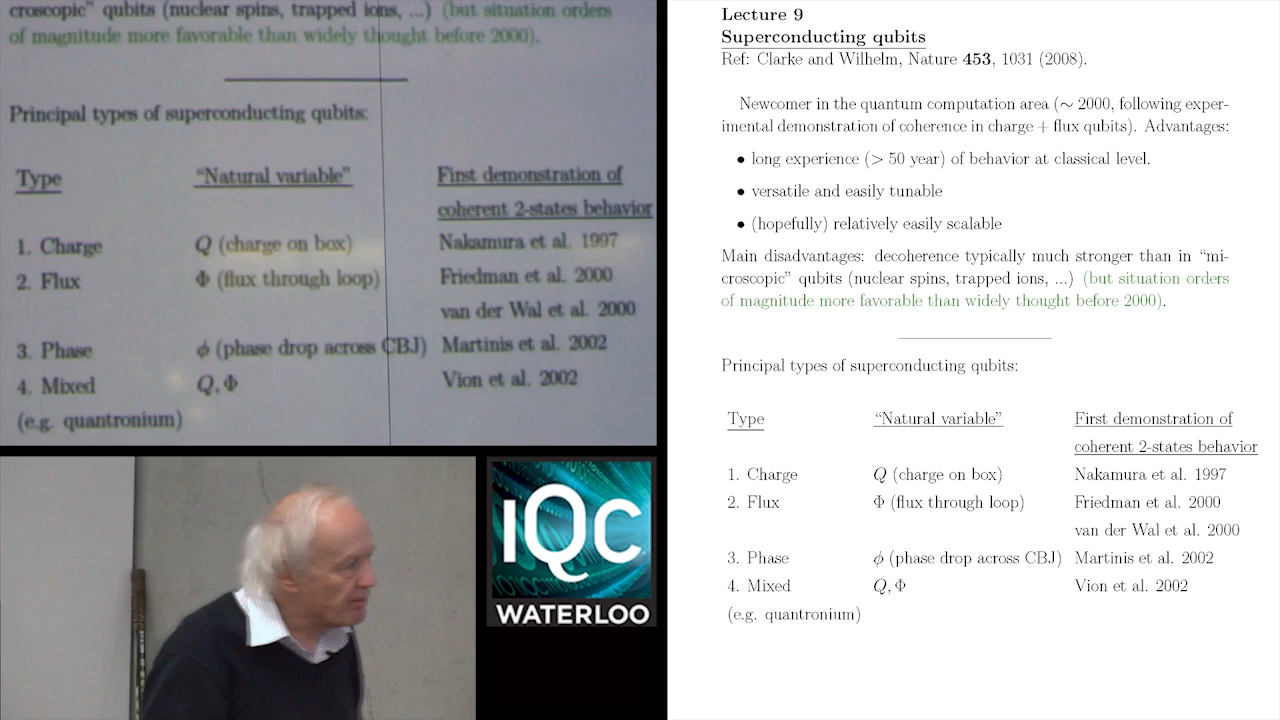 croscopic” qubits (nuclear spins, trapped ions, ...) (but situation orders
of magnitude more favorable than widely thought before 2000).
Principal types of superconducting qubits:
Type “Natural variable” First demonstration of
coherent 2-states behavior
1. Charge Q (charge on box) Nakamura et al. 1997
2. Flux Φ (flux through loop) Friedman et al. 2000
van der Wal et al. 2000
3. Phase ϕ (phase drop across CBJ) Martinis et al. 2002
4. Mixed Q, Φ Vion et al. 2002
(e.g. quantronium)
IQC
WATERLOO
Lecture 9
Superconducting qubits
Ref: Clarke and Wilhelm, Nature 453, 1031 (2008).
Newcomer in the quantum computation area (∼ 2000, following exper-
imental demonstration of coherence in charge + flux qubits). Advantages:
• long experience (> 50 year) of behavior at classical level.
• versatile and easily tunable
• (hopefully) relatively easily scalable
Main disadvantages: decoherence typically much stronger than in “mi-
croscopic” qubits (nuclear spins, trapped ions, ...) (but situation orders
of magnitude more favorable than widely thought before 2000).
Principal types of superconducting qubits:
Type “Natural variable” First demonstration of
coherent 2-states behavior
1. Charge Q (charge on box) Nakamura et al. 1997
2. Flux Φ (flux through loop) Friedman et al. 2000
van der Wal et al. 2000
3. Phase ϕ (phase drop across CBJ) Martinis et al. 2002
4. Mixed Q, Φ Vion et al. 2002
(e.g. quantronium)